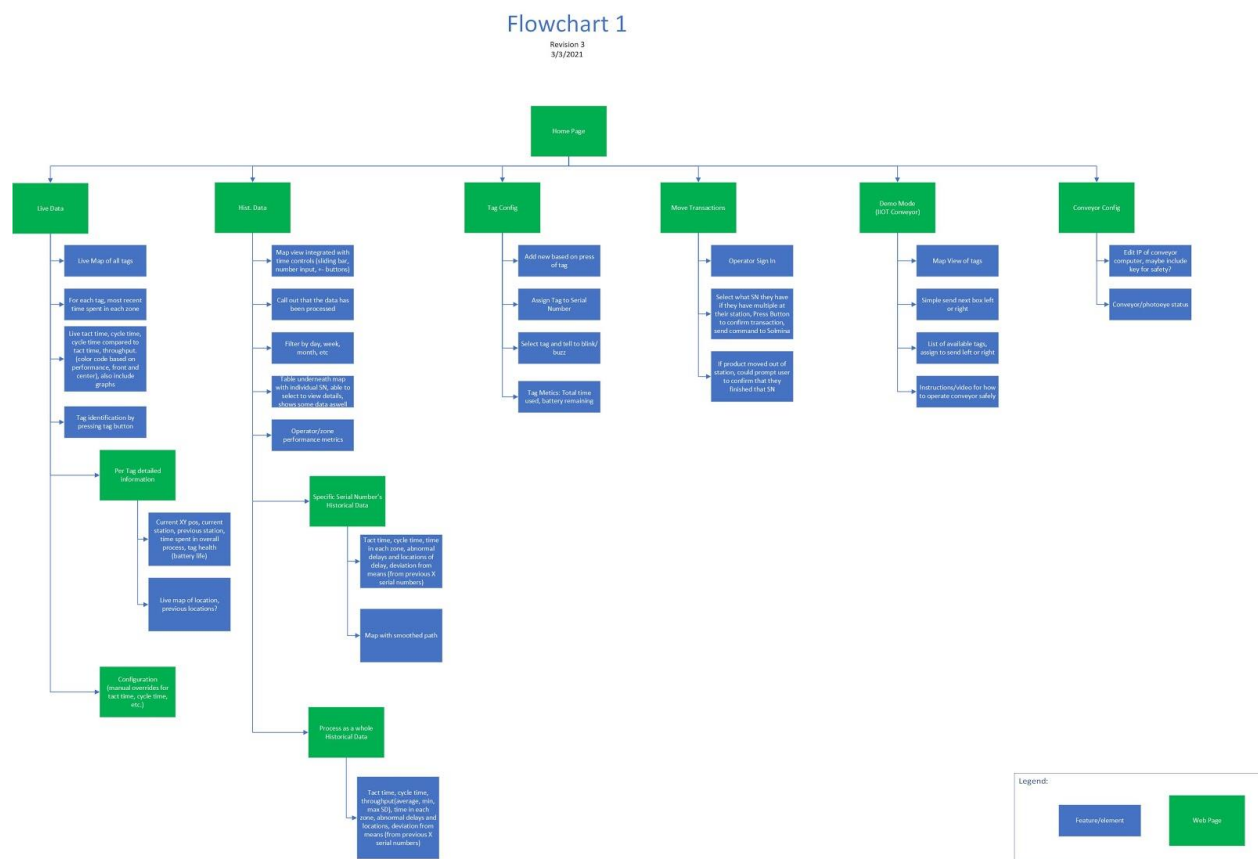 Flowchart 1
Revision 3
3/3/2021
Home Page
Live Data
Hist. Data
Tag Config
Move Transactions
Demo Mode
(IIOT Conveyor)
Conveyor Config
Live Map of all tags
For each tag, most recent
time spent in each zone
Live tact time, cycle time,
cycle time compared to
tact time, throughput.
(color code based on
performance, front and
center), also include
graphs
Tag identification by
pressing tag button
Per Tag detailed
information
Current XY pos, current
station, previous station,
time spent in overall
process, tag health
(battery life)
Live map of location,
previous locations?
Configuration
(manual overrides for
tact time, cycle time,
etc.)
Map view integrated with
time controls (sliding bar,
number input, +- buttons)
Call out that the data has
been processed
Filter by day, week,
month, etc
Table underneath map
with individual SN, able to
select to view details,
shows some data aswell
Operator/zone
performance metrics
Specific Serial Number's
Historical Data
Tact time, cycle time, time
in each zone, abnormal
delays and locations of
delay, deviation from
means (from previous X
serial numbers)
Map with smoothed path
Process as a whole
Historical Data
Tact time, cycle time,
throughput(average, min,
max SD), time in each
zone, abnormal delays and
locations, deviation from
means (from previous X
serial numbers)
Add new based on press
of tag
Assign Tag to Serial
Number
Select tag and tell to blink/
buzz
Tag Metics: Total time
used, battery remaining
Operator Sign In
Select what SN they have
if they have multiple at
their station, Press Button
to confirm transaction,
send command to Solmina
If product moved out of
station, could prompt user
to confirm that they
finished that SN
Map View of tags
Simple send next box left
or right
List of available tags,
assign to send left or right
Instructions/video for how
to operate conveyor safely
Edit IP of conveyor
computer, maybe include
key for safety?
Conveyor/photoeye status
Legend:
Feature/element
Web Page